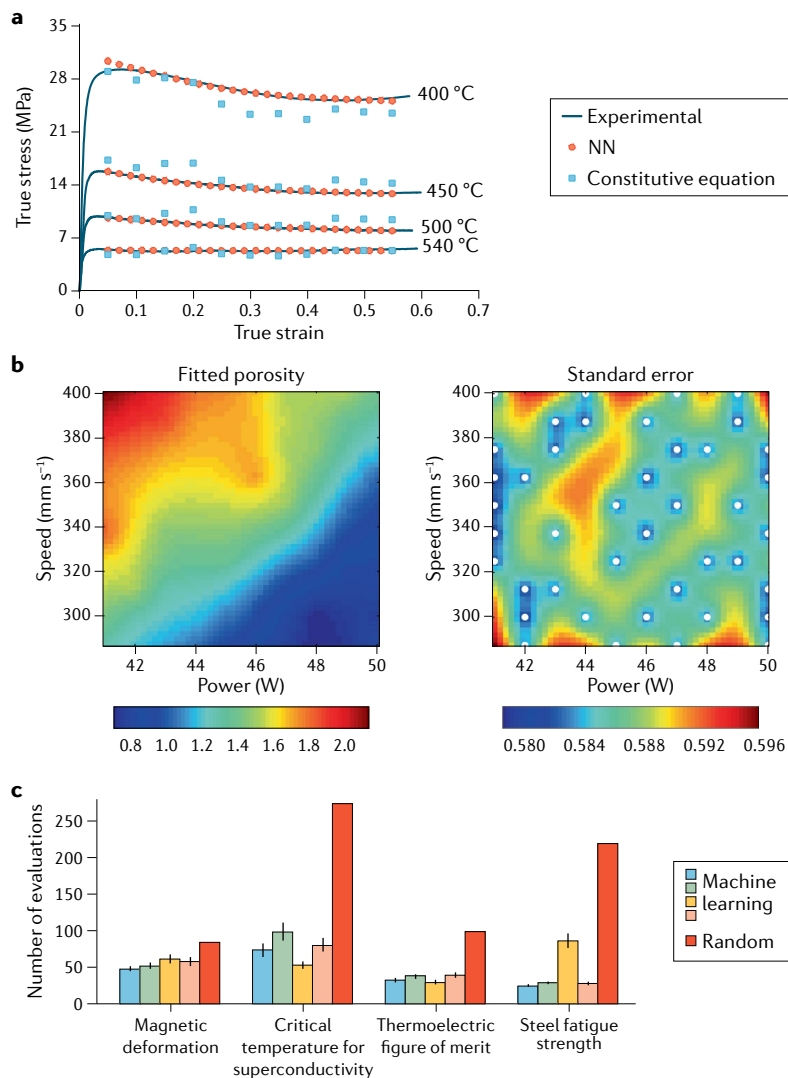 a
True stress (MPa)
35
28
21
14
7
0
0
0.1
0.2
0.3
0.4
0.5
0.6
0.7
True strain
400 °C
450 °C
500 °C
540 °C
Experimental
NN
Constitutive equation
b
Fitted porosity
Speed (mm s⁻¹)
400
380
360
340
320
300
42
44
46
48
50
Power (W)
0.8 1.0 1.2 1.4 1.6 1.8 2.0
Standard error
Speed (mm s⁻¹)
400
380
360
340
320
300
42
44
46
48
50
Power (W)
0.580 0.584 0.588 0.592 0.596
c
Number of evaluations
250
200
150
100
50
0
Magnetic
deformation
Critical
temperature for
superconductivity
Thermoelectric
figure of merit
Steel fatigue
strength
Machine
learning
Random